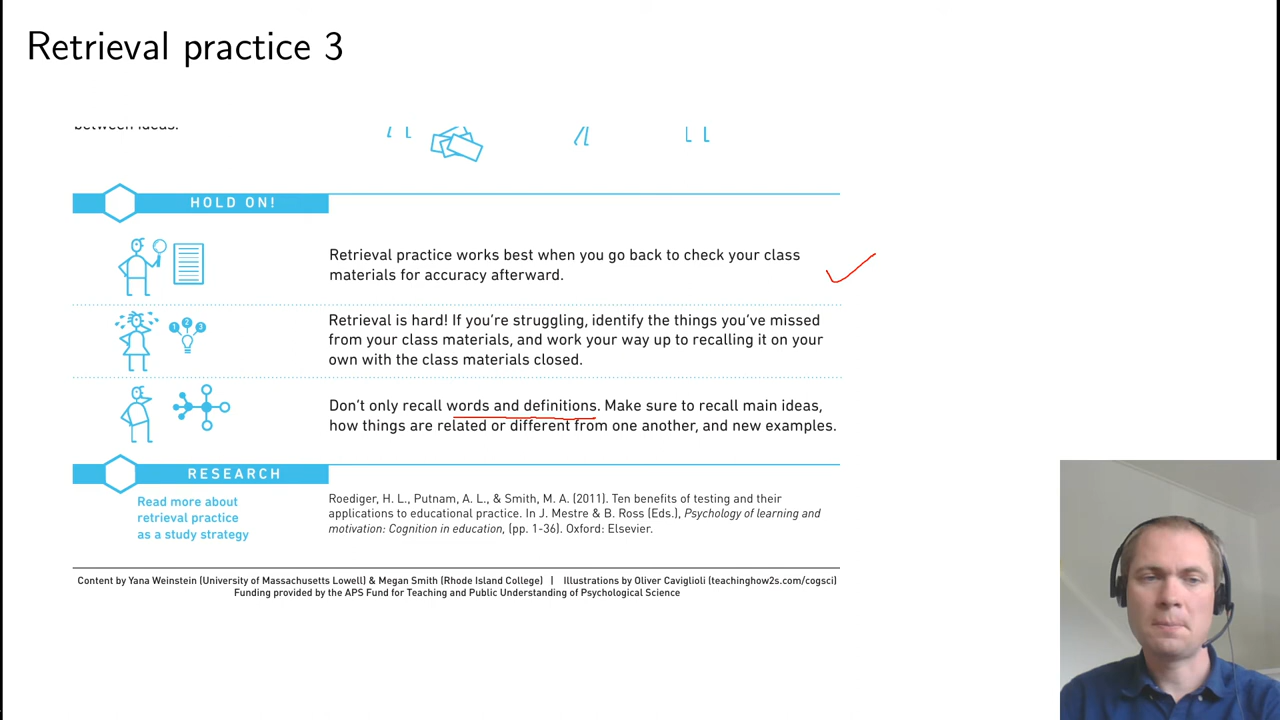 Retrieval practice 3
between ideas.
HOLD ON!
Retrieval practice works best when you go back to check your class
materials for accuracy afterward.
1 2 3
Retrieval is hard! If you're struggling, identify the things you've missed
from your class materials, and work your way up to recalling it on your
own with the class materials closed.
Don't only recall words and definitions. Make sure to recall main ideas,
how things are related or different from one another, and new examples.
RESEARCH
Read more about
retrieval practice
as a study strategy
Roediger, H. L., Putnam, A. L., & Smith, M. A. (2011). Ten benefits of testing and their
applications to educational practice. In J. Mestre & B. Ross (Eds.), Psychology of learning and
motivation: Cognition in education, (pp. 1-36). Oxford: Elsevier.
Content by Yana Weinstein (University of Massachusetts Lowell) & Megan Smith (Rhode Island College) | Illustrations by Oliver Caviglioli (teachinghow2s.com/cogsci)
Funding provided by the APS Fund for Teaching and Public Understanding of Psychological Science